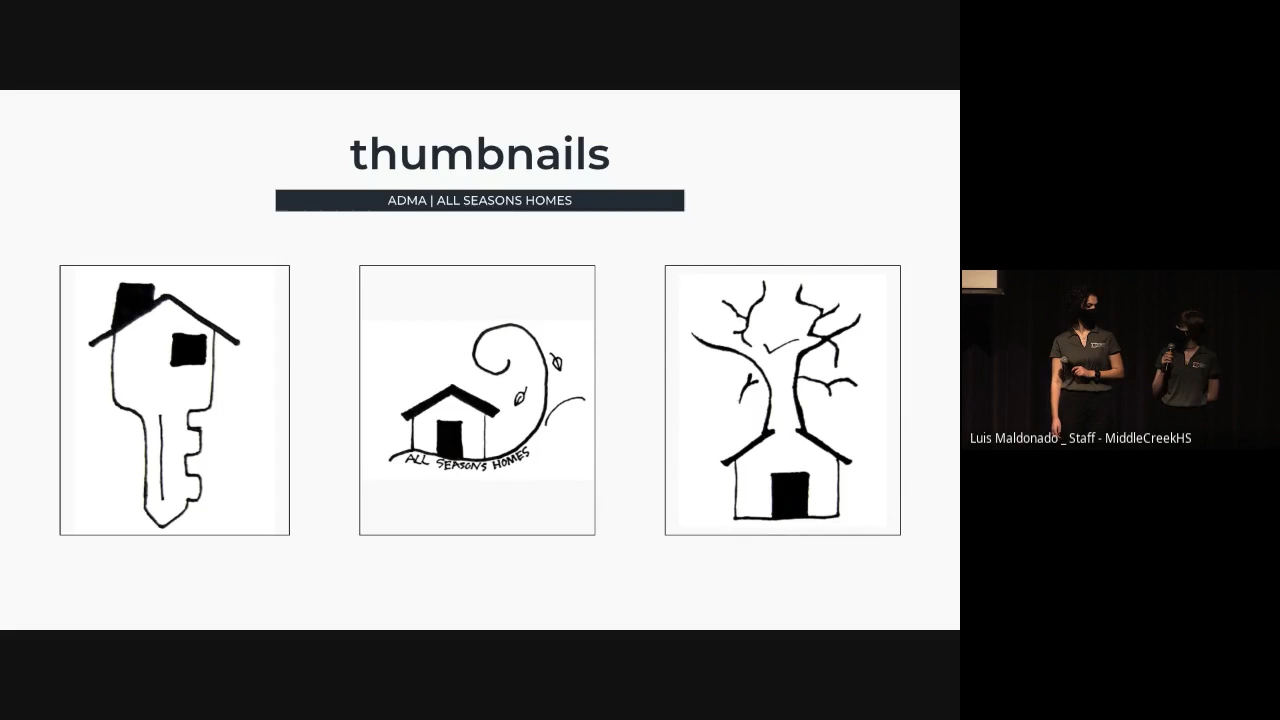 thumbnails
ADMA | ALL SEASONS HOMES
ALL SEASONS HOMES
Luis Maldonado _ Staff - MiddleCreekHS